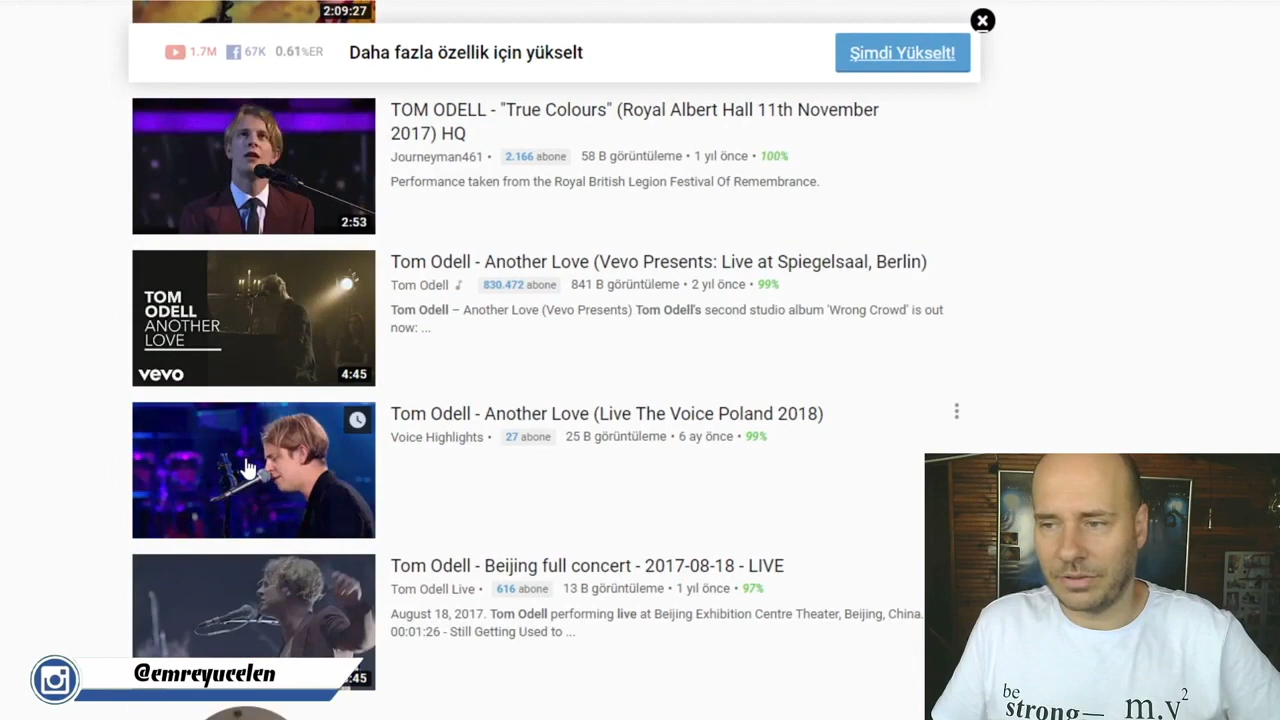 2:09:27
1.7M 67K 0.61%ER Daha fazla özellik için yükselt Şimdi Yükselt!
TOM ODELL - "True Colours" (Royal Albert Hall 11th November
2017) HQ
Journeyman461 • 2.166 abone 58 B görüntüleme • 1 yıl önce • 100%
Performance taken from the Royal British Legion Festival Of Remembrance.
2:53
Tom Odell - Another Love (Vevo Presents: Live at Spiegelsaal, Berlin)
Tom Odell 830.472 abone 841 B görüntüleme • 2 yıl önce • 99%
Tom Odell – Another Love (Vevo Presents) Tom Odell's second studio album 'Wrong Crowd' is out
now: ...
TOM
ODELL
ANOTHER
LOVE
vevo
4:45
Tom Odell - Another Love (Live The Voice Poland 2018)
Voice Highlights • 27 abone 25 B görüntüleme • 6 ay önce • 99%
Tom Odell - Beijing full concert - 2017-08-18 - LIVE
Tom Odell Live • 616 abone 13 B görüntüleme • 1 yıl önce • 97%
August 18, 2017. Tom Odell performing live at Beijing Exhibition Centre Theater, Beijing, China.
00:01:26 - Still Getting Used to ...
:45
@emreyucelen
be
strong— m.v²